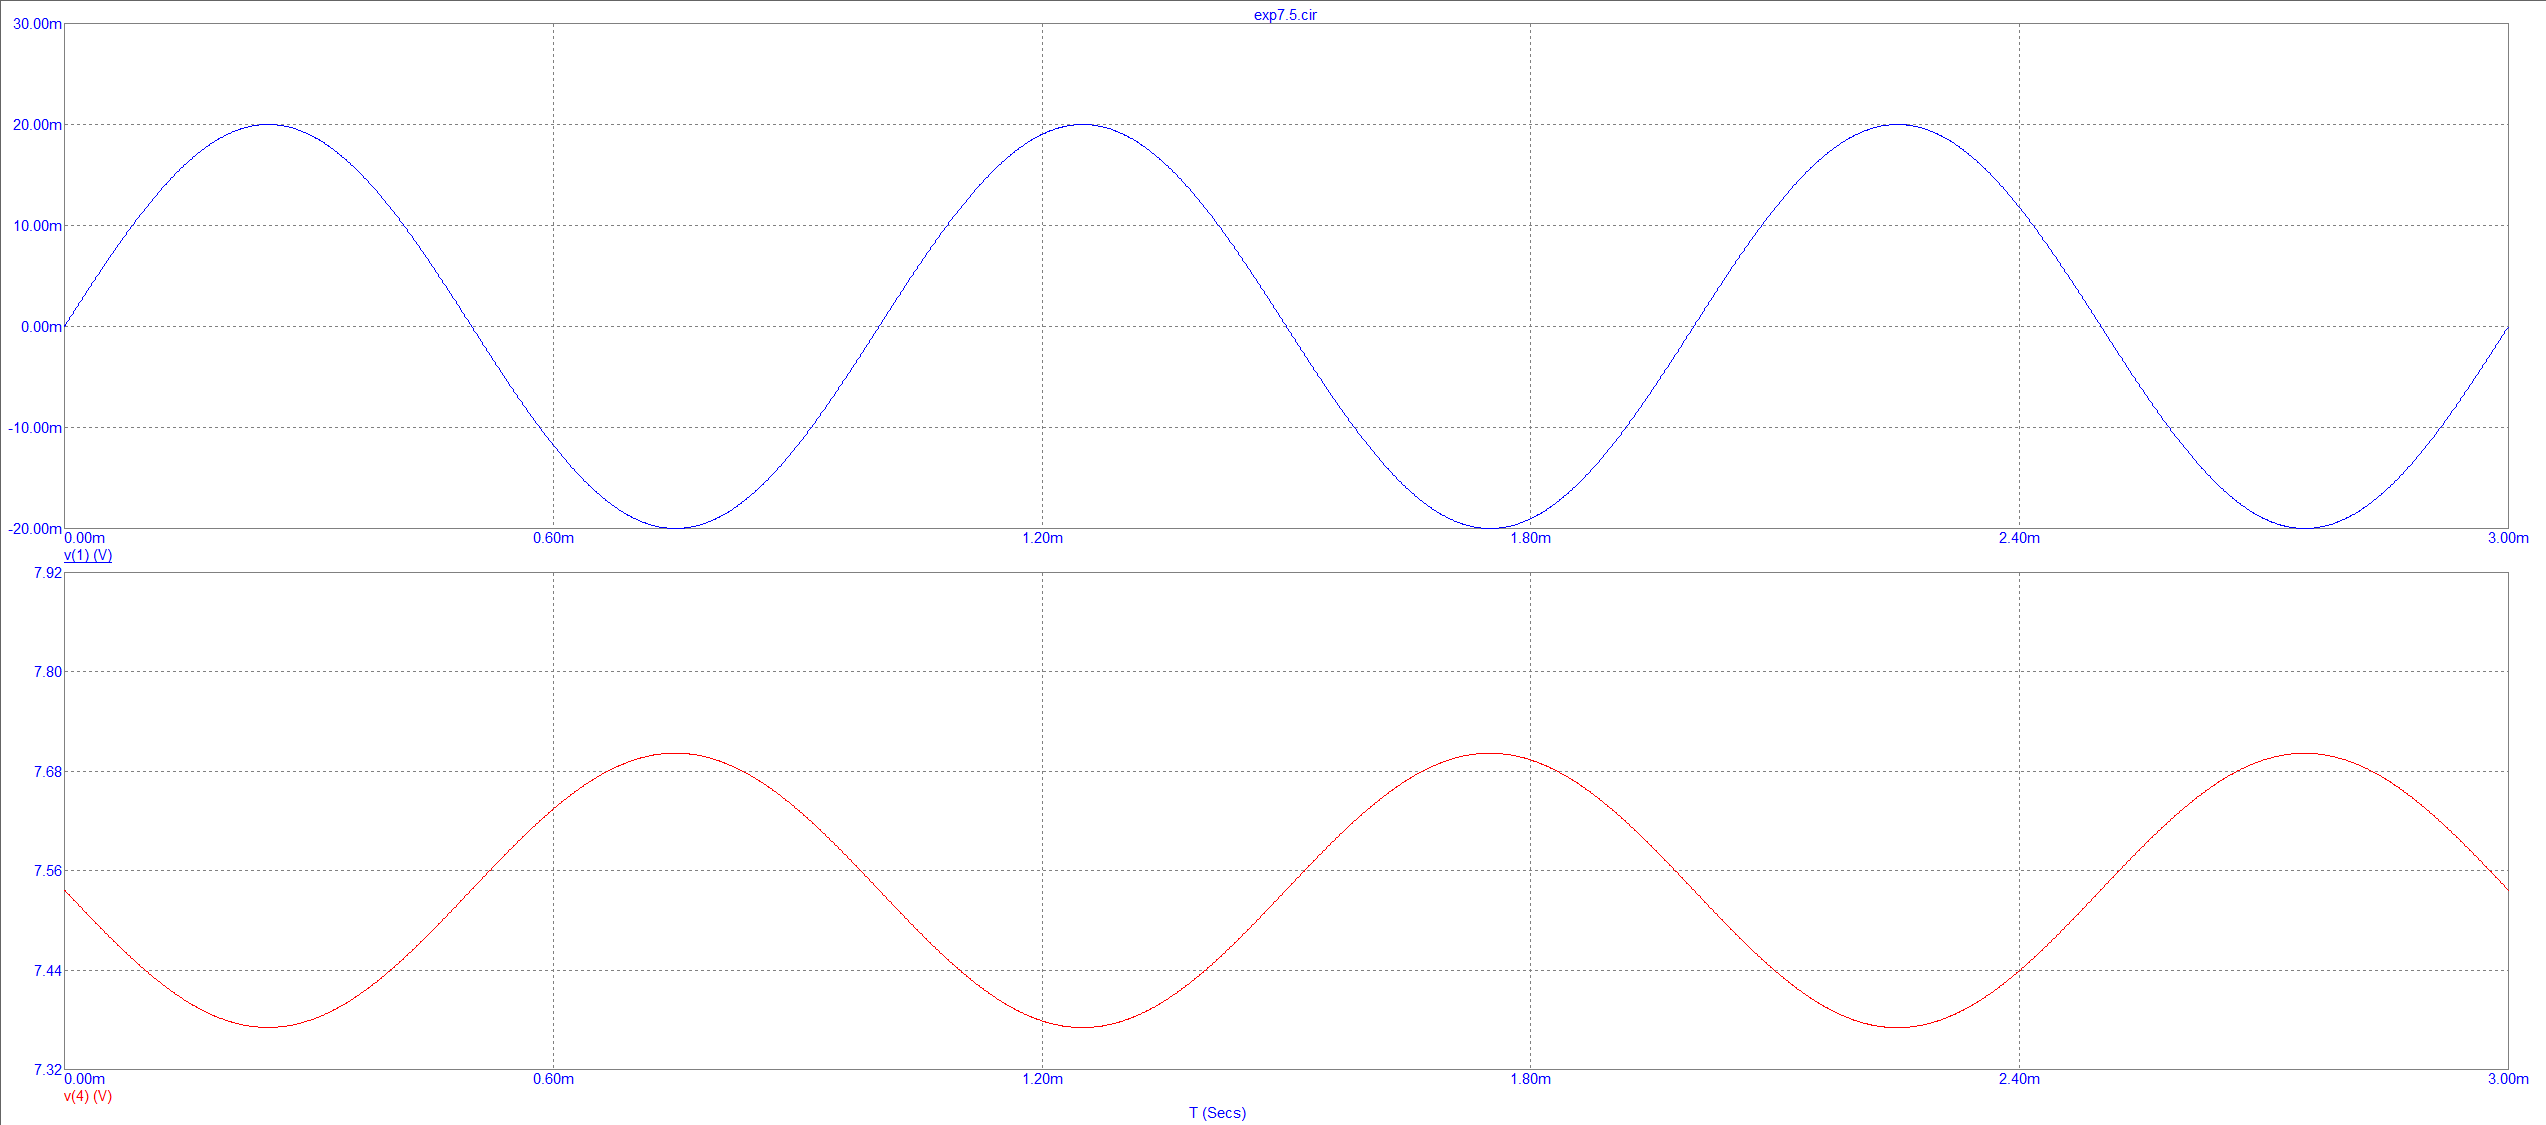 exp7.5.cir
30.00m
20.00m
10.00m
0.00m
-10.00m
-20.00m
0.00m 0.60m 1.20m 1.80m 2.40m 3.00m
v(1) (V)
7.92
7.80
7.68
7.56
7.44
7.32
0.00m 0.60m 1.20m 1.80m 2.40m 3.00m
v(4) (V)
T (Secs)